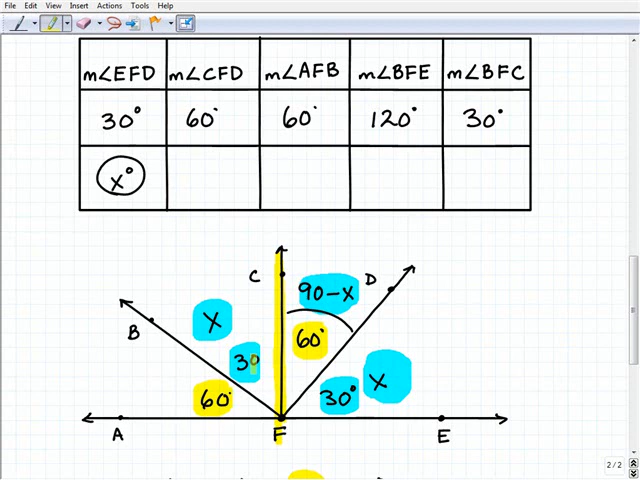 File Edit View Insert Actions Tools Help
m∠EFD m∠CFD m∠AFB m∠BFE m∠BFC
30° 60° 60° 120° 30°
x°
C 90-x D
B x
60°
30
60° 30° x
A F E
2/2